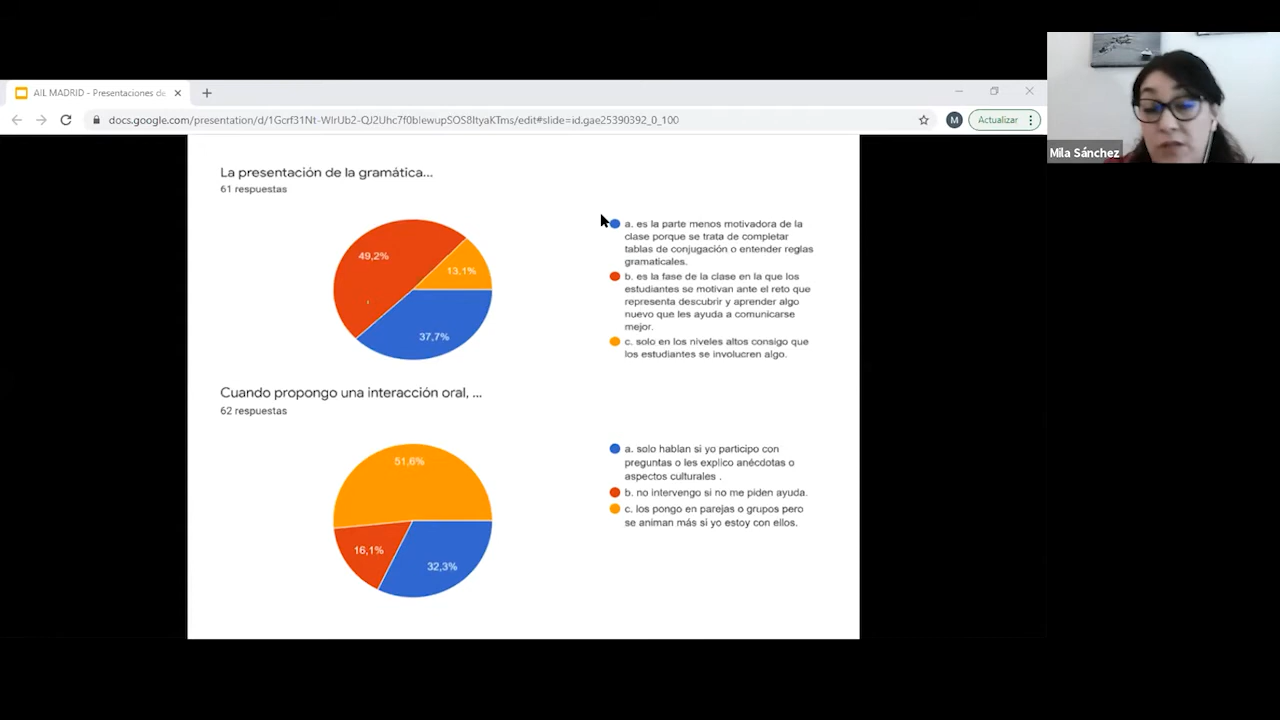 AIL MADRID - Presentaciones de
docs.google.com/presentation/d/1Gcrf31Nt-WIrUb2-QJ2Uhc7f0blewupSOS8ItyaKTms/edit#slide=id.gae25390392_0_100
M
Actualizar
Mila Sánchez
La presentación de la gramática...
61 respuestas
49,2%
13,1%
37,7%
a. es la parte menos motivadora de la
clase porque se trata de completar
tablas de conjugación o entender reglas
gramaticales.
b. es la fase de la clase en la que los
estudiantes se motivan ante el reto que
representa descubrir y aprender algo
nuevo que les ayuda a comunicarse
mejor.
c. solo en los niveles altos consigo que
los estudiantes se involucren algo.
Cuando propongo una interacción oral, ...
62 respuestas
51,6%
16,1%
32,3%
a. solo hablan si yo participo con
preguntas o les explico anécdotas o
aspectos culturales .
b. no intervengo si no me piden ayuda.
c. los pongo en parejas o grupos pero
se animan más si yo estoy con ellos.